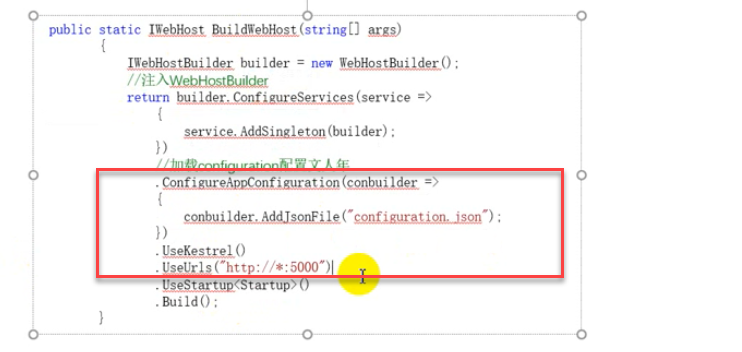 public static IWebHost BuildWebHost(string[] args)
{
IWebHostBuilder builder = new WebHostBuilder();
//注入WebHostBuilder
return builder.ConfigureServices(service =>
{
service.AddSingleton(builder);
})
//加载configuration配置文人年
.ConfigureAppConfiguration(conbuilder =>
{
conbuilder.AddJsonFile("configuration.json");
})
.UseKestrel()
.UseUrls("http://*:5000")
.UseStartup<Startup>()
.Build();
}